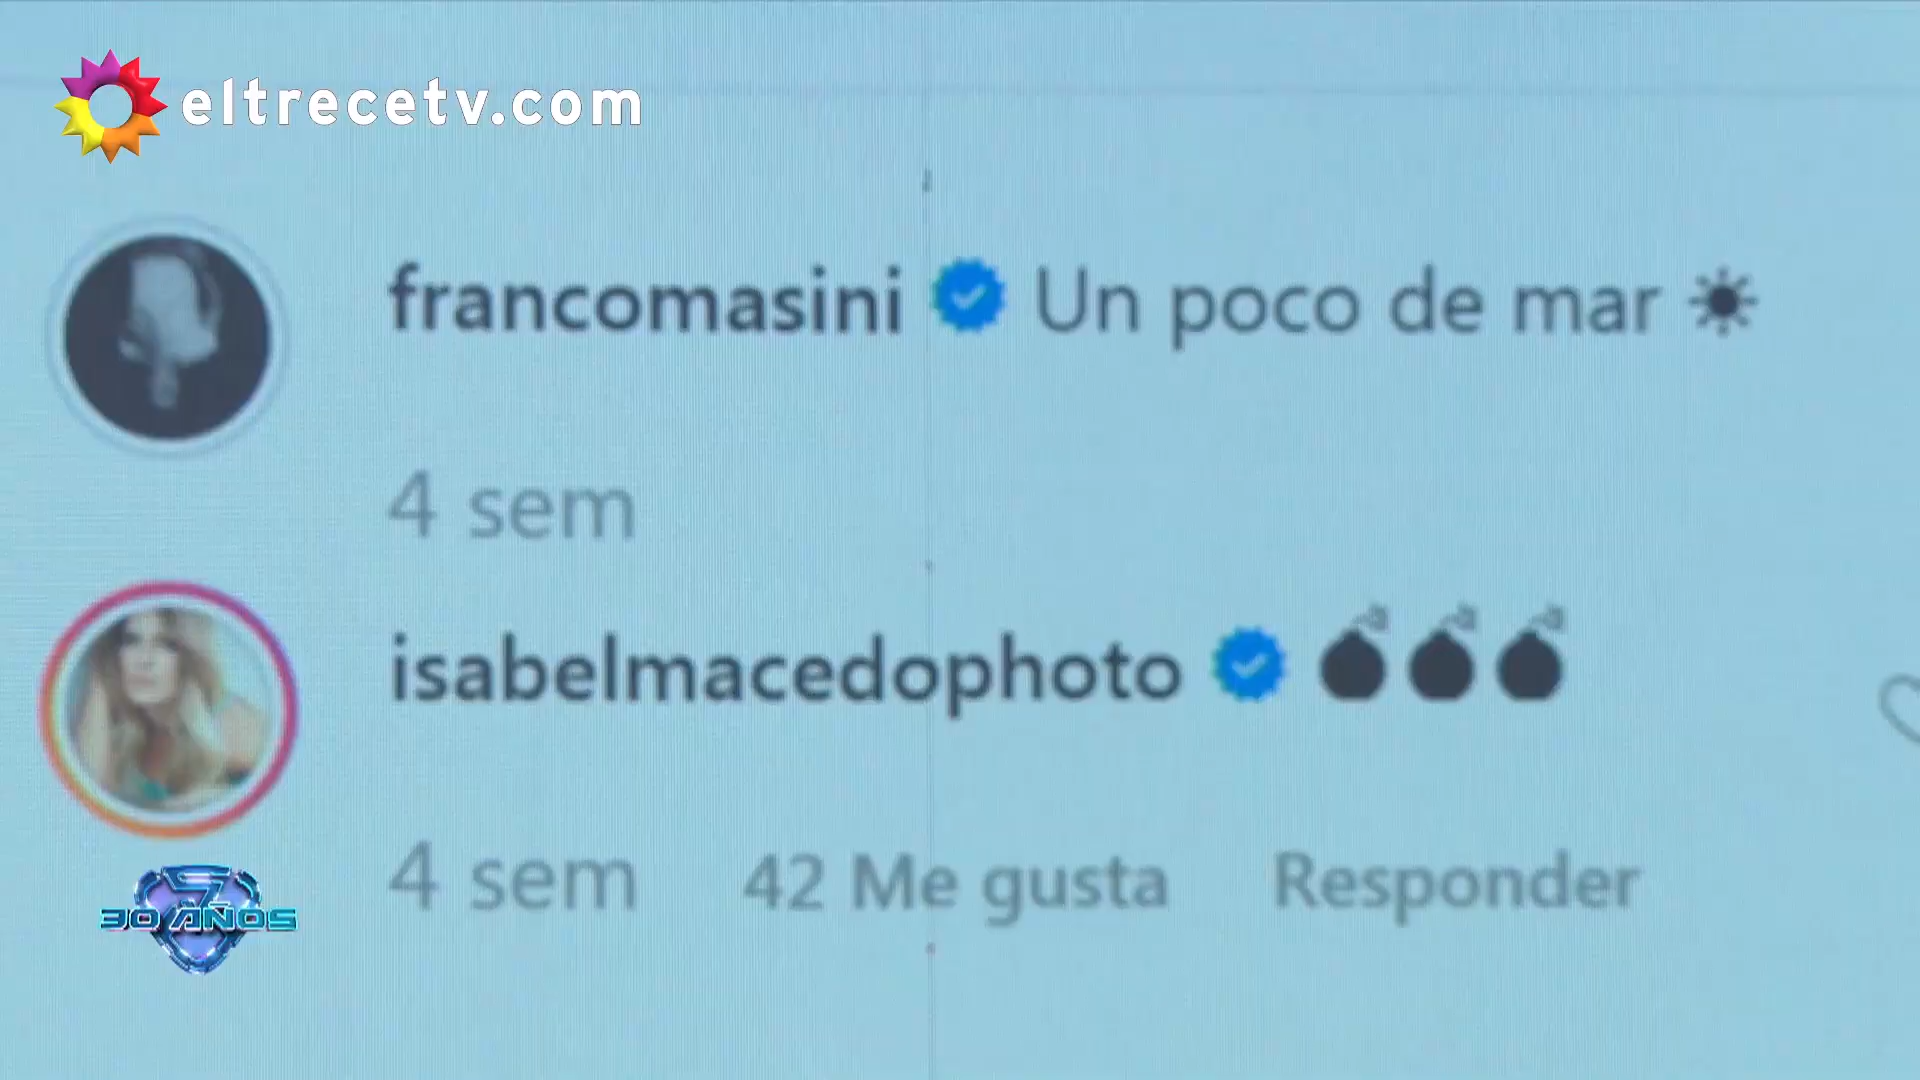 eltrecetv.com
francomasini Un poco de mar ☀
4 sem
isabelmacedophoto 💣💣💣
4 sem 42 Me gusta Responder
30 AÑOS